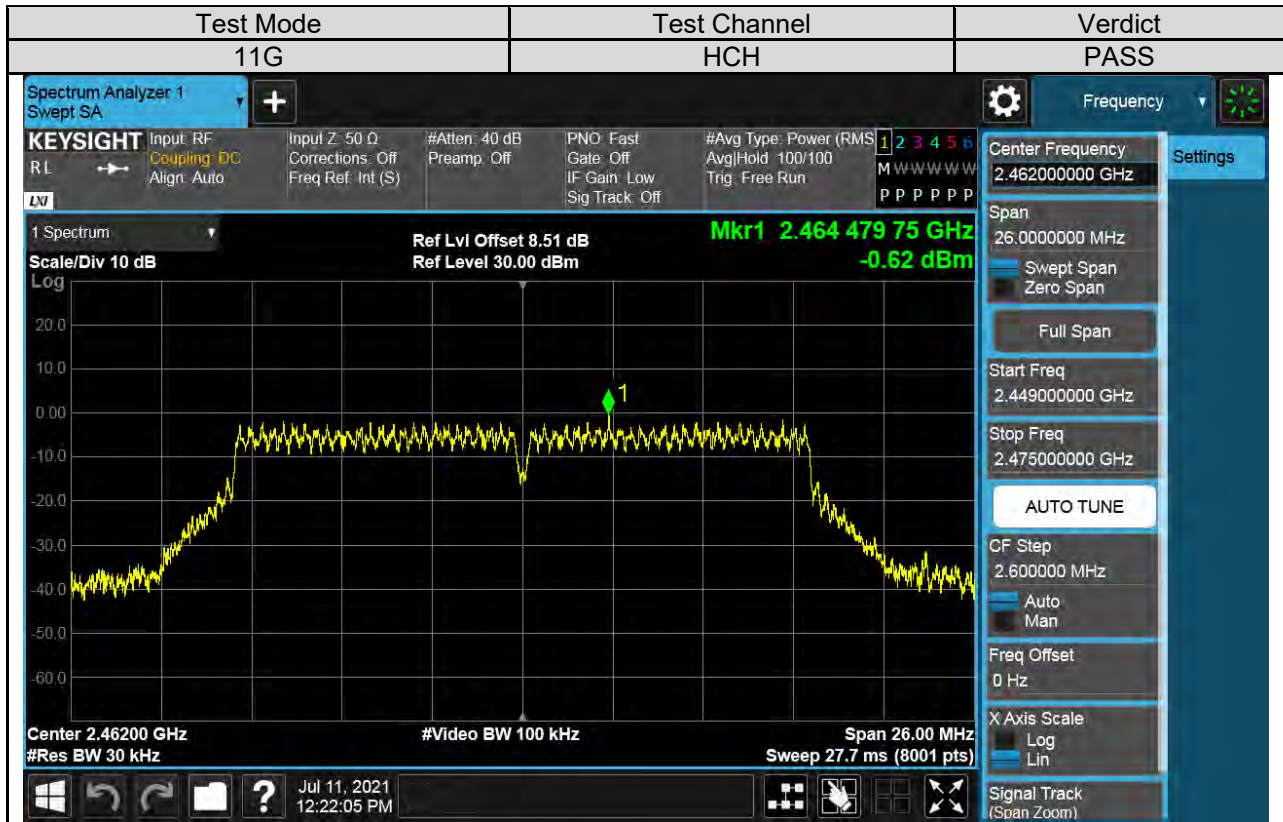 Test Mode Test Channel Verdict
11G HCH PASS
Spectrum Analyzer 1
Swept SA
+
Frequency
KEYSIGHT
RL
LXI
Input: RF
Coupling: DC
Align: Auto
Input Z: 50 Ω
Corrections: Off
Freq Ref: Int (S)
#Atten: 40 dB
Preamp: Off
PNO: Fast
Gate: Off
IF Gain: Low
Sig Track: Off
#Avg Type: Power (RMS
Avg|Hold: 100/100
Trig: Free Run
1 2 3 4 5 6
M W W W W W
P P P P P P
1 Spectrum
Scale/Div 10 dB
Ref Lvl Offset 8.51 dB
Ref Level 30.00 dBm
Mkr1 2.464 479 75 GHz
-0.62 dBm
Log
20.0
10.0
0.00
-10.0
-20.0
-30.0
-40.0
-50.0
-60.0
1
Center 2.46200 GHz
#Res BW 30 kHz
#Video BW 100 kHz
Span 26.00 MHz
Sweep 27.7 ms (8001 pts)
Center Frequency
2.462000000 GHz
Settings
Span
26.0000000 MHz
Swept Span
Zero Span
Full Span
Start Freq
2.449000000 GHz
Stop Freq
2.475000000 GHz
AUTO TUNE
CF Step
2.600000 MHz
Auto
Man
Freq Offset
0 Hz
X Axis Scale
Log
Lin
Signal Track
(Span Zoom)
?
Jul 11, 2021
12:22:05 PM